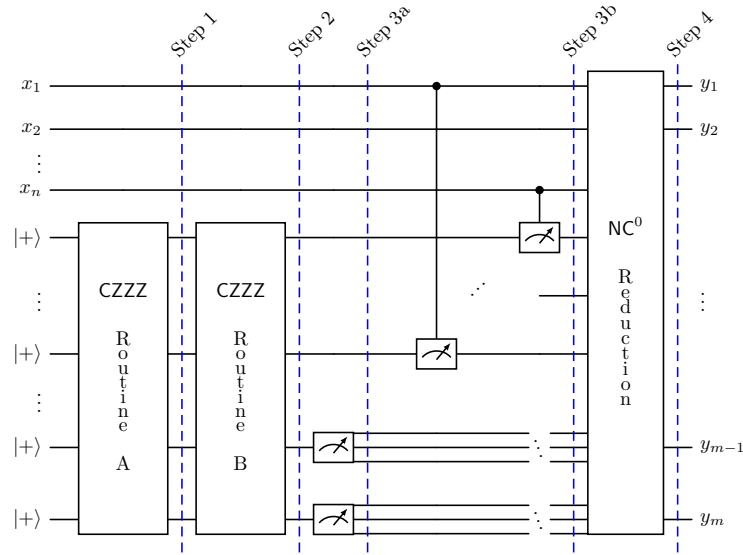 Step 1
Step 2
Step 3a
Step 3b
Step 4
x₁
x₂
⋮
xₙ
|+⟩
⋮
|+⟩
⋮
|+⟩
|+⟩
CZZZ
Routine
A
CZZZ
Routine
B
⋰
⋱
⋱
NC⁰
Reduction
y₁
y₂
⋮
yₘ₋₁
yₘ